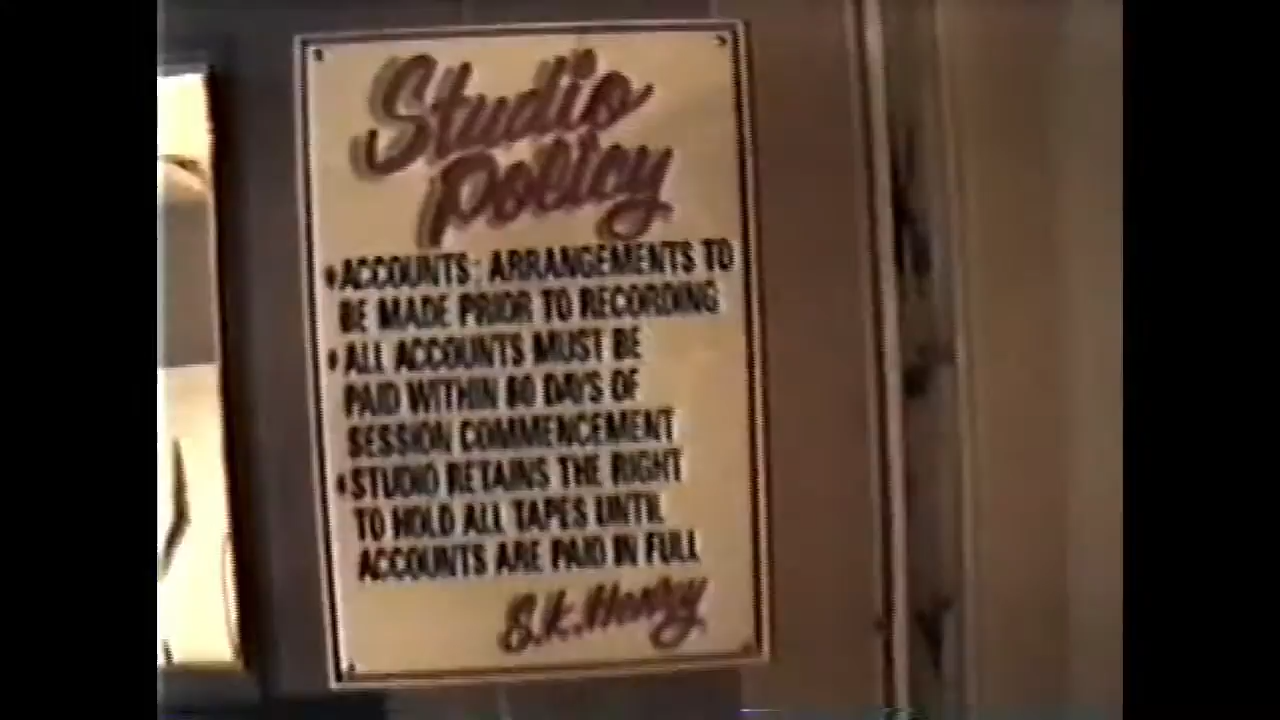 Studio
Policy
• ACCOUNTS: ARRANGEMENTS TO
BE MADE PRIOR TO RECORDING
• ALL ACCOUNTS MUST BE
PAID WITHIN DAYS OF
SESSION COMMENCEMENT
• STUDIO RETAINS THE RIGHT
TO HOLD ALL TAPES UNTIL
ACCOUNTS ARE PAID IN FULL
S.K. Henry